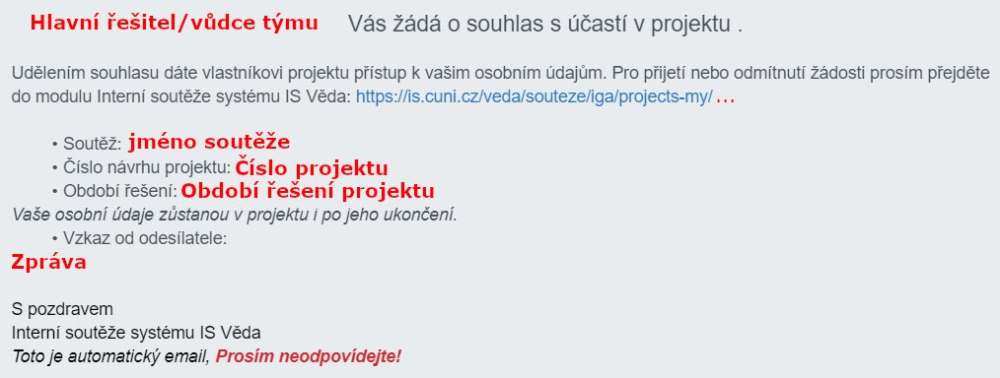 Hlavní řešitel/vůdce týmu Vás žádá o souhlas s účastí v projektu .
Udělením souhlasu dáte vlastníkovi projektu přístup k vašim osobním údajům. Pro přijetí nebo odmítnutí žádosti prosím přejděte
do modulu Interní soutěže systému IS Věda: https://is.cuni.cz/veda/souteze/iga/projects-my/ ...
• Soutěž: jméno soutěže
• Číslo návrhu projektu: Číslo projektu
• Období řešení: Období řešení projektu
Vaše osobní údaje zůstanou v projektu i po jeho ukončení.
• Vzkaz od odesílatele:
Zpráva
S pozdravem
Interní soutěže systému IS Věda
Toto je automatický email, Prosím neodpovídejte!